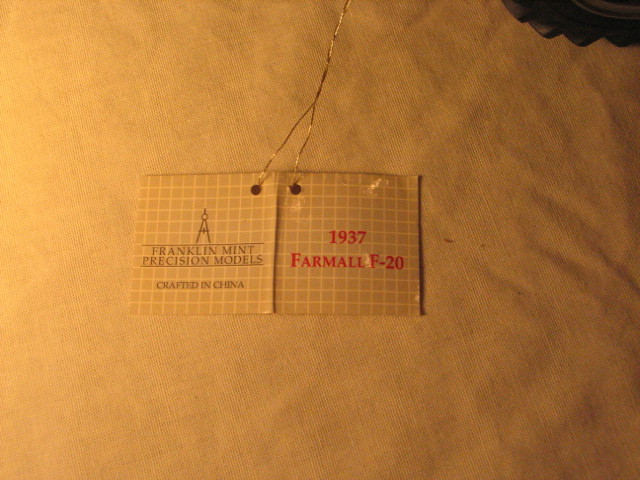 FRANKLIN MINT
PRECISION MODELS
CRAFTED IN CHINA
1937
FARMALL F-20